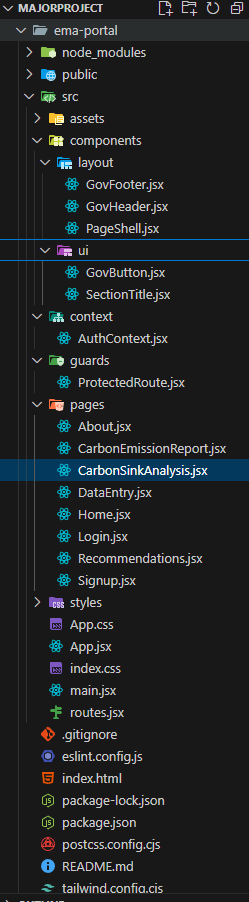 MAJORPROJECT
ema-portal
node_modules
public
src
assets
components
layout
GovFooter.jsx
GovHeader.jsx
PageShell.jsx
ui
GovButton.jsx
SectionTitle.jsx
context
AuthContext.jsx
guards
ProtectedRoute.jsx
pages
About.jsx
CarbonEmissionReport.jsx
CarbonSinkAnalysis.jsx
DataEntry.jsx
Home.jsx
Login.jsx
Recommendations.jsx
Signup.jsx
styles
App.css
App.jsx
index.css
main.jsx
routes.jsx
.gitignore
eslint.config.js
index.html
package-lock.json
package.json
postcss.config.cjs
README.md
tailwind.config.cjs